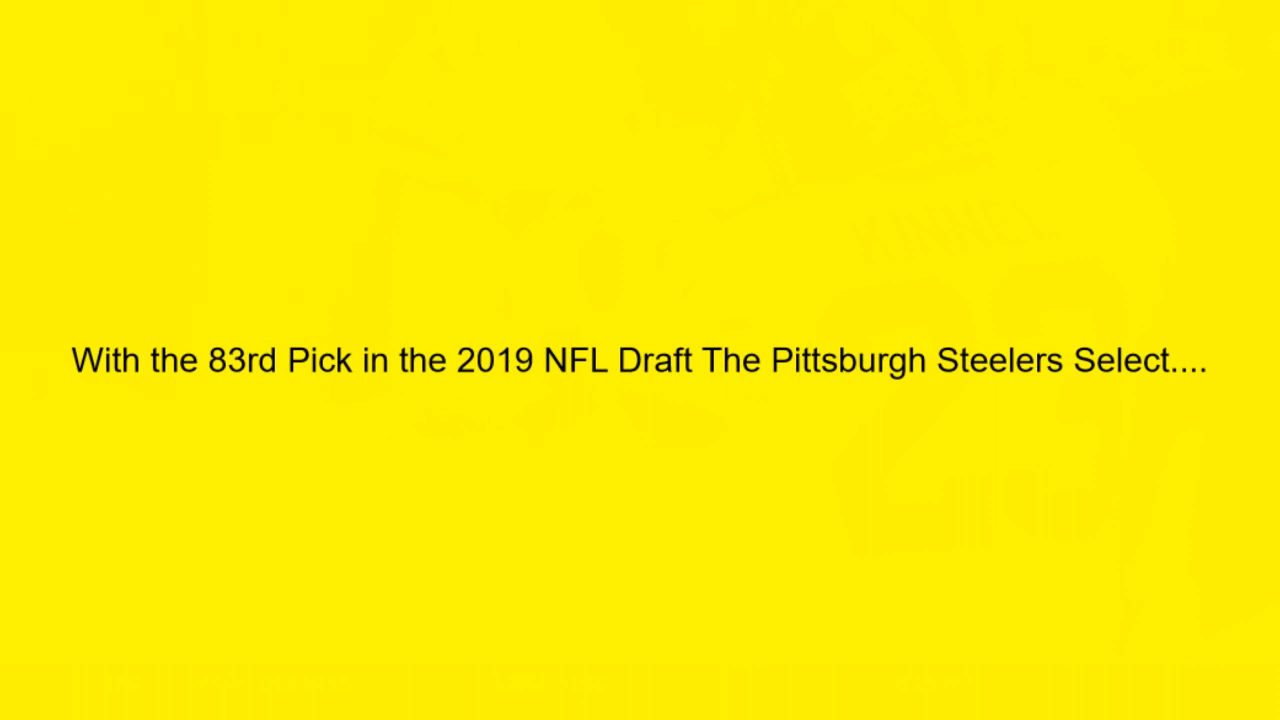 With the 83rd Pick in the 2019 NFL Draft The Pittsburgh Steelers Select....